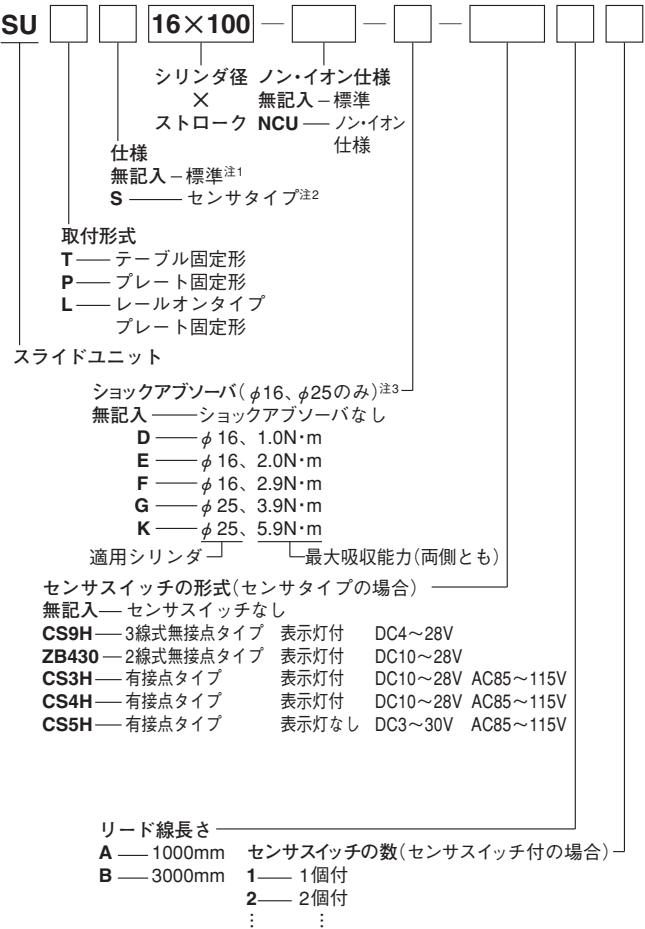 SU 16×100 — — —
シリンダ径
×
ストローク
ノン・イオン仕様
無記入－標準
NCU — ノン・イオン
仕様
仕様
無記入－標準注1
S — センサタイプ注2
取付形式
T — テーブル固定形
P — プレート固定形
L — レールオンタイプ
プレート固定形
スライドユニット
ショックアブソーバ(φ16、φ25のみ)注3
無記入 — ショックアブソーバなし
D — φ16、1.0N・m
E — φ16、2.0N・m
F — φ16、2.9N・m
G — φ25、3.9N・m
K — φ25、5.9N・m
適用シリンダ 最大吸収能力(両側とも)
センサスイッチの形式(センサタイプの場合)
無記入 — センサスイッチなし
CS9H — 3線式無接点タイプ 表示灯付 DC4～28V
ZB430 — 2線式無接点タイプ 表示灯付 DC10～28V
CS3H — 有接点タイプ 表示灯付 DC10～28V AC85～115V
CS4H — 有接点タイプ 表示灯付 DC10～28V AC85～115V
CS5H — 有接点タイプ 表示灯なし DC3～30V AC85～115V
リード線長さ
A — 1000mm
B — 3000mm
センサスイッチの数(センサスイッチ付の場合)
1 — 1個付
2 — 2個付
⋮ ⋮